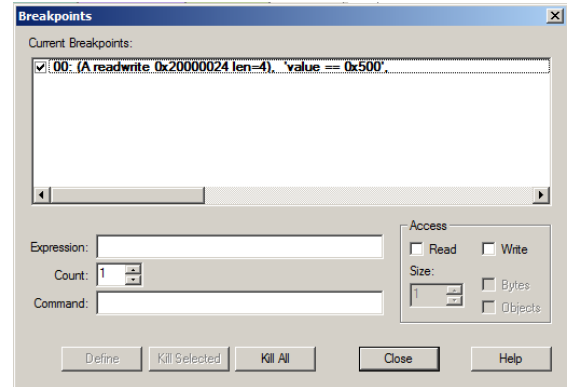 Breakpoints
Current Breakpoints:
00: (A readwrite 0x20000024 len=4), 'value == 0x500',
Access
Expression:
Read
Write
Count: 1
Size:
1
Bytes
Command:
Objects
Define
Kill Selected
Kill All
Close
Help